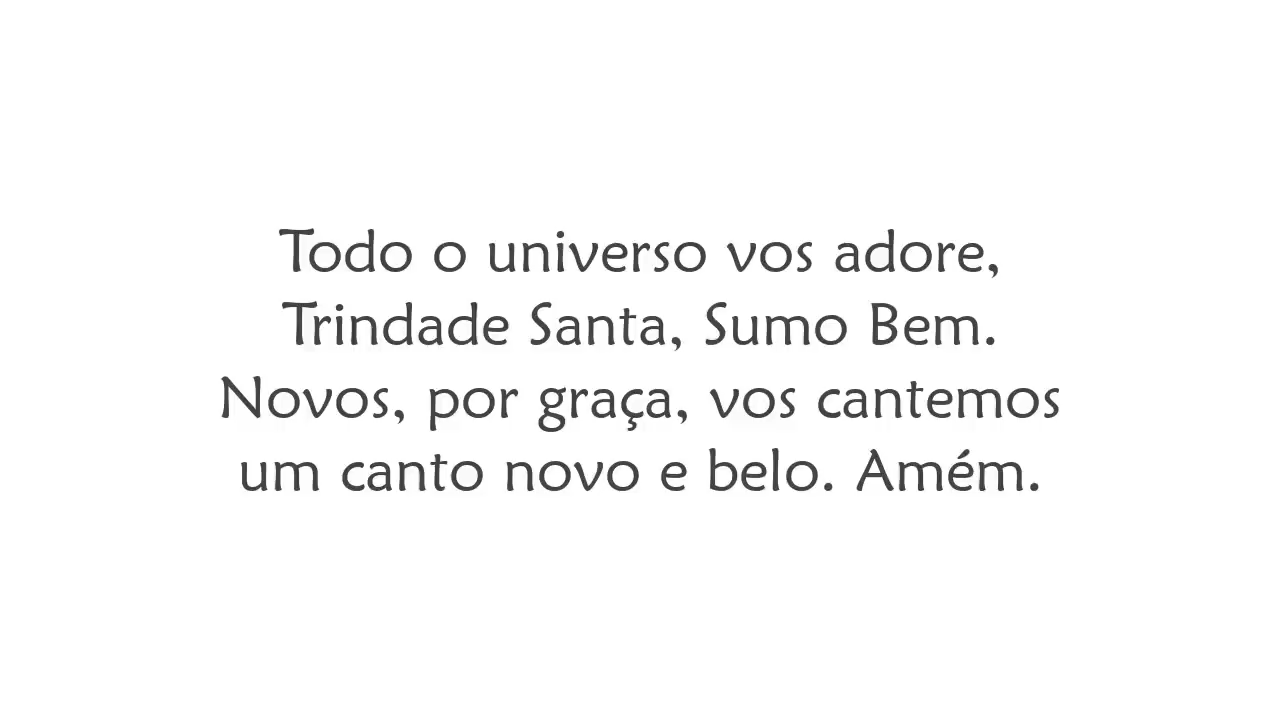 Todo o universo vos adore,
Trindade Santa, Sumo Bem.
Novos, por graça, vos cantemos
um canto novo e belo. Amém.